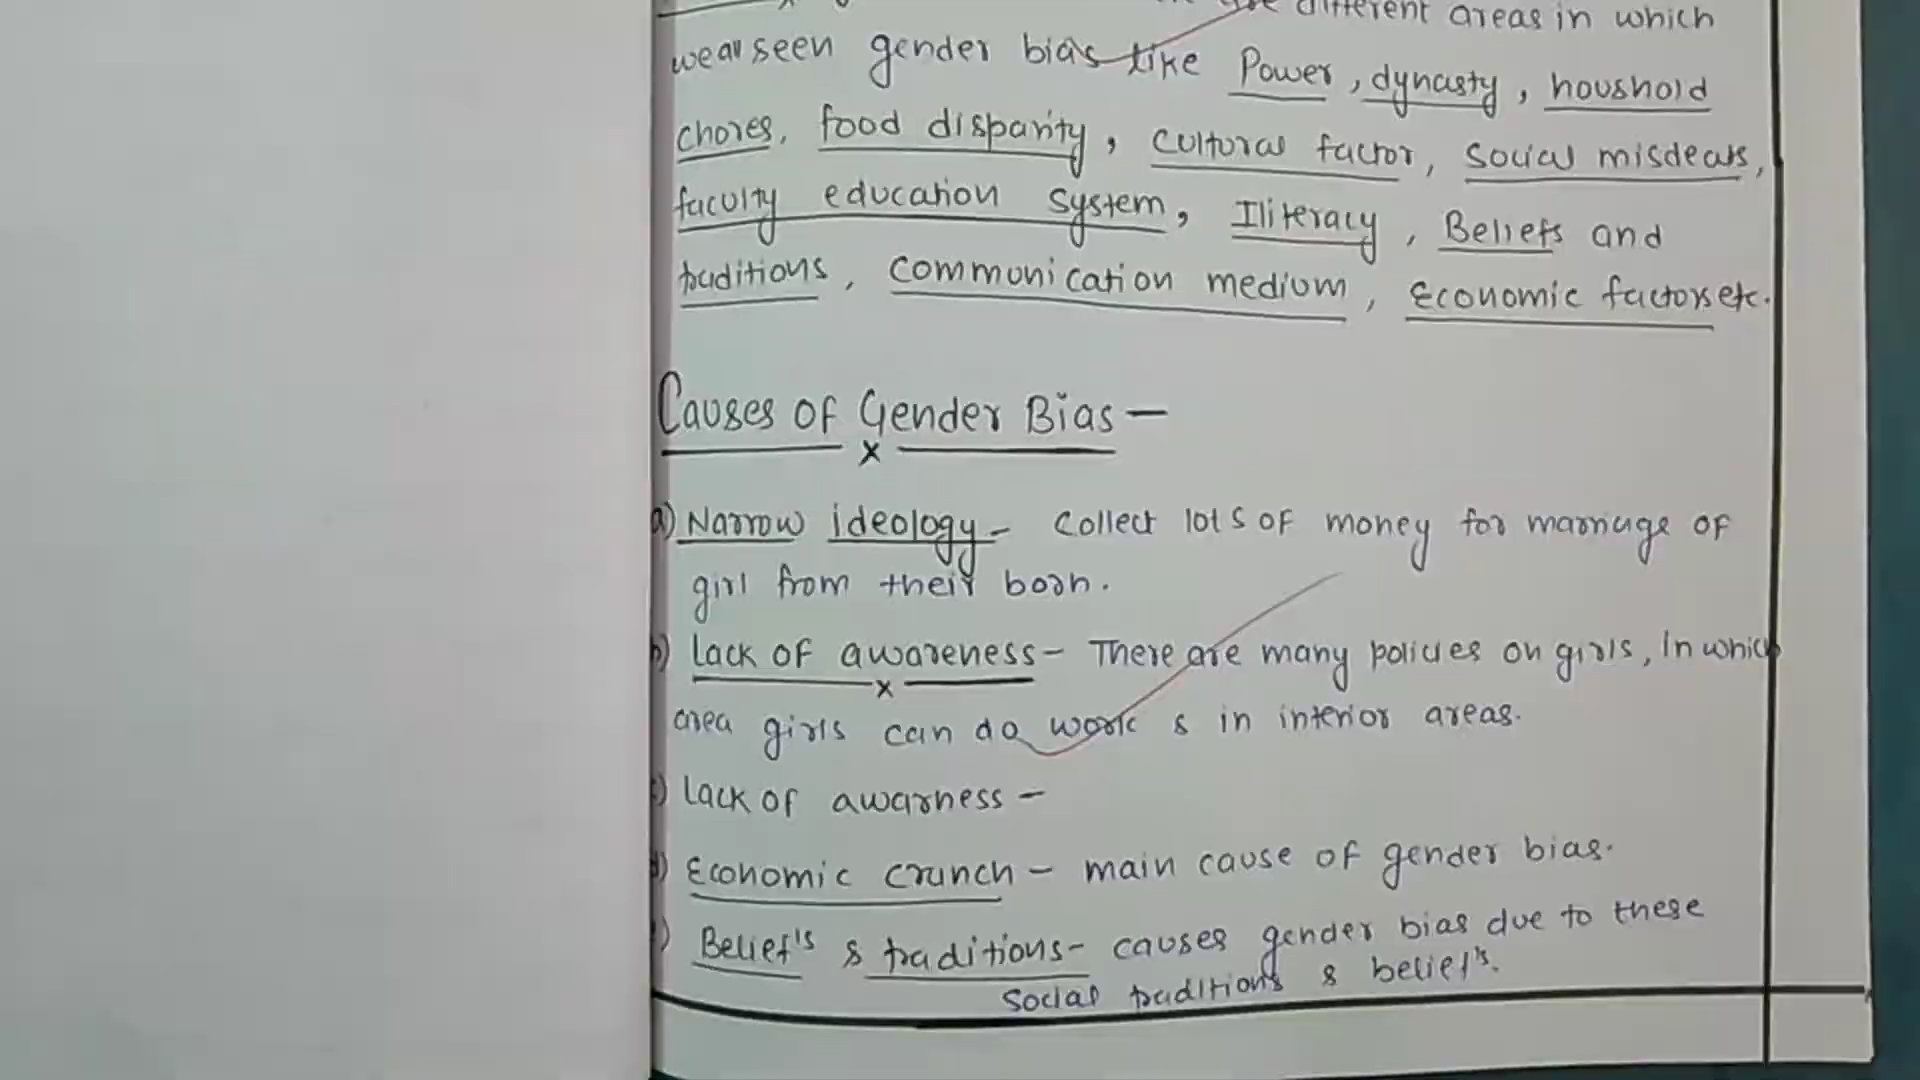 different areas in which
we all seen gender bias like Power, dynasty, houshold
chores, food disparity, cultural factor, social misdeals,
faculty education system, Iliteracy, Beliefs and
traditions, communication medium, Economic factors etc.
Causes of Gender Bias –
x
a) Narrow ideology – Collect lots of money for marriage of
girl from their boan.
b) Lack of awareness – There are many policies on girls, in which
x
area girls can do work & in interior areas.
c) Lack of awarness –
d) Economic crunch – main cause of gender bias.
) Belief's & traditions – causes gender bias due to these
social traditions & belief's.